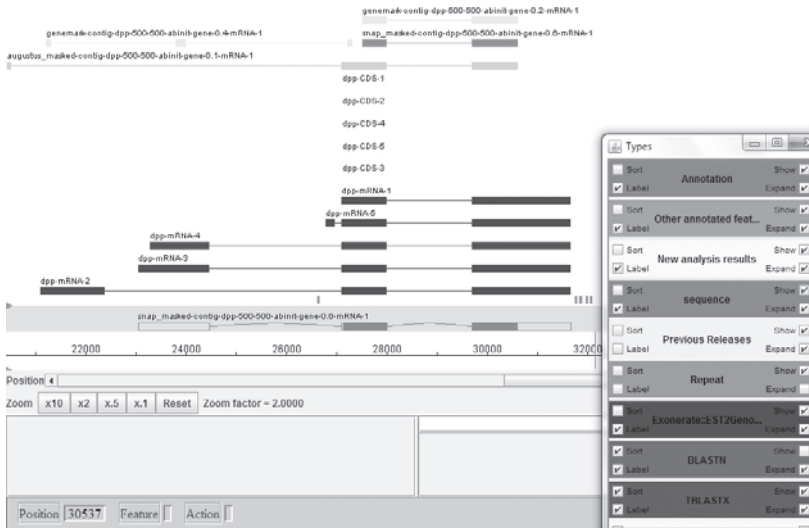 genemark-contig-dpp-500-500-abinit-gene-0.2-mRNA-1
genemark-contig-dpp-500-500-abinit-gene-0.4-mRNA-1
snap_masked-contig-dpp-500-500-abinit-gene-0.6-mRNA-1
augustus_masked-contig-dpp-500-500-abinit-gene-0.1-mRNA-1
dpp-CDS-1
dpp-CDS-2
dpp-CDS-4
dpp-CDS-5
dpp-CDS-3
dpp-mRNA-1
dpp-mRNA-5
dpp-mRNA-4
dpp-mRNA-3
dpp-mRNA-2
snap_masked-contig-dpp-500-500-abinit-gene-0.6-mRNA-1
22000 24000 26000 28000 30000 32000
Position
Zoom x10 x2 x.5 x.1 Reset Zoom factor = 2.0000
Position 30537 Feature Action
Types
Sort Show
Annotation
Label Expand
Sort Show
Other annotated feat...
Label Expand
Sort Show
New analysis results
Label Expand
Sort Show
sequence
Label Expand
Sort Show
Previous Releases
Label Expand
Sort Show
Repeat
Label Expand
Sort Show
Exonerate::EST2Geno...
Label Expand
Sort Show
BLASTN
Label Expand
Sort Show
TBLASTX
Label Expand